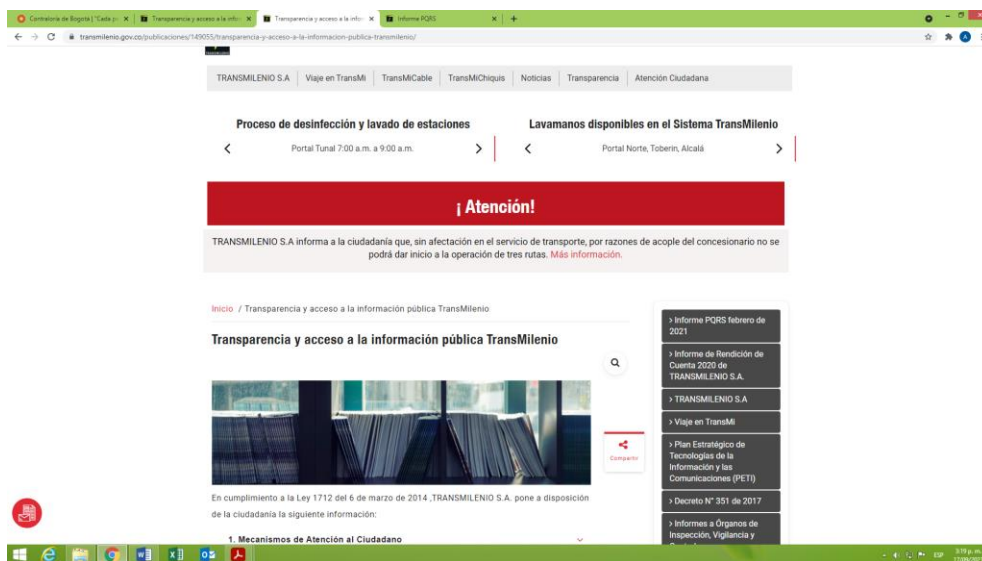 Contraloría de Bogotá | "Cada p
Transparencia y acceso a la infor
Transparencia y acceso a la infor
Informe PQRS
transmilenio.gov.co/publicaciones/149055/transparencia-y-acceso-a-la-informacion-publica-transmilenio/
TRANSMILENIO S.A
Viaje en TransMi
TransMiCable
TransMiChiquis
Noticias
Transparencia
Atención Ciudadana
Proceso de desinfección y lavado de estaciones
Portal Tunal 7:00 a.m. a 9:00 a.m.
Lavamanos disponibles en el Sistema TransMilenio
Portal Norte, Toberin, Alcalá
¡ Atención!
TRANSMILENIO S.A informa a la ciudadanía que, sin afectación en el servicio de transporte, por razones de acople del concesionario no se
podrá dar inicio a la operación de tres rutas. Más información.
Inicio / Transparencia y acceso a la información pública TransMilenio
Transparencia y acceso a la información pública TransMilenio
Compartir
En cumplimiento a la Ley 1712 del 6 de marzo de 2014 ,TRANSMILENIO S.A. pone a disposición
de la ciudadanía la siguiente información:
1. Mecanismos de Atención al Ciudadano
> Informe PQRS febrero de
2021
> Informe de Rendición de
Cuenta 2020 de
TRANSMILENIO S.A.
> TRANSMILENIO S.A
> Viaje en TransMi
> Plan Estratégico de
Tecnologías de la
Información y las
Comunicaciones (PETI)
> Decreto N° 351 de 2017
> Informes a Órganos de
Inspección, Vigilancia y
ESP
3:19 p. m.